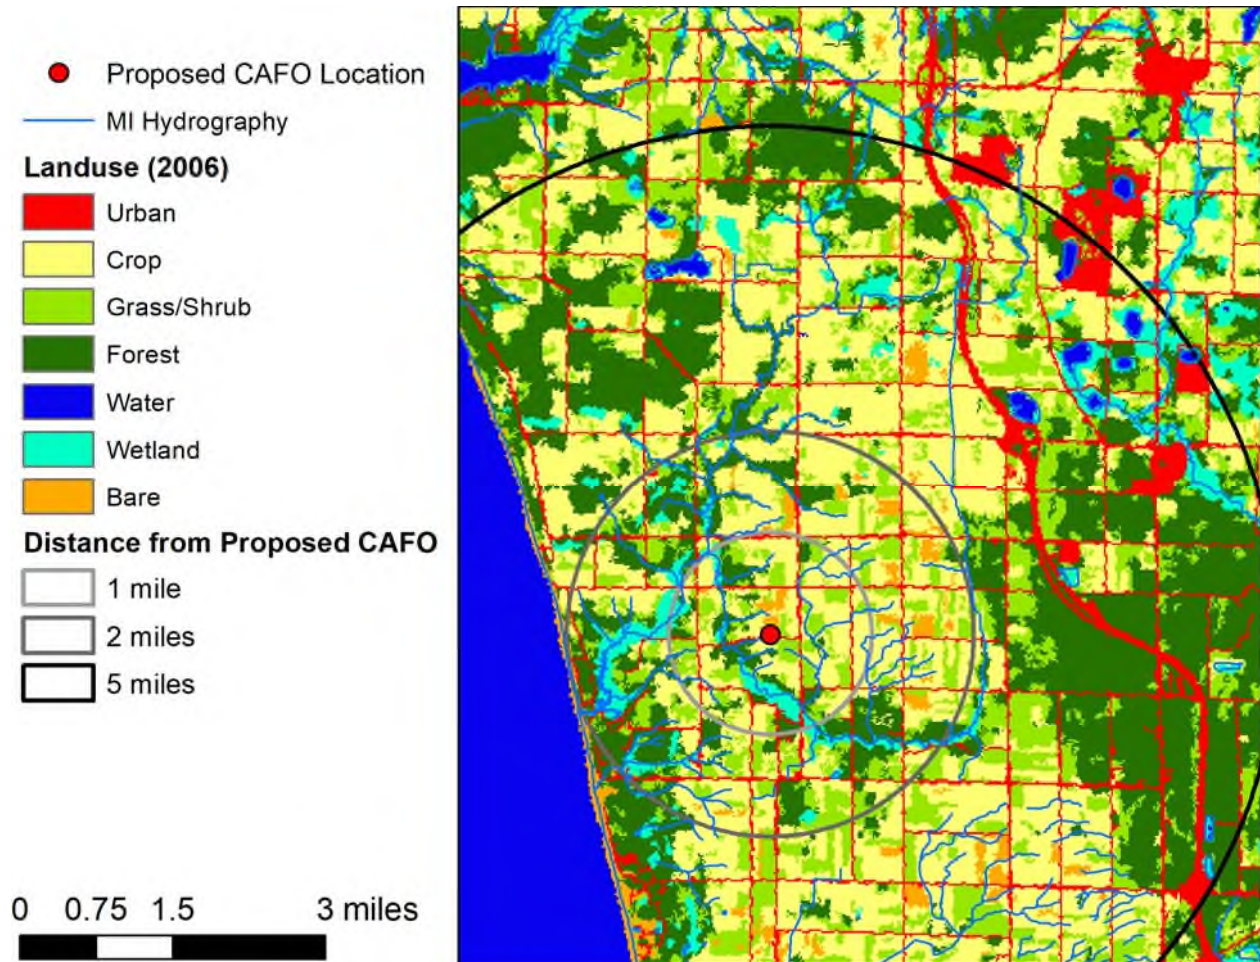 Proposed CAFO Location
MI Hydrography
Landuse (2006)
Urban
Crop
Grass/Shrub
Forest
Water
Wetland
Bare
Distance from Proposed CAFO
1 mile
2 miles
5 miles
0 0.75 1.5 3 miles